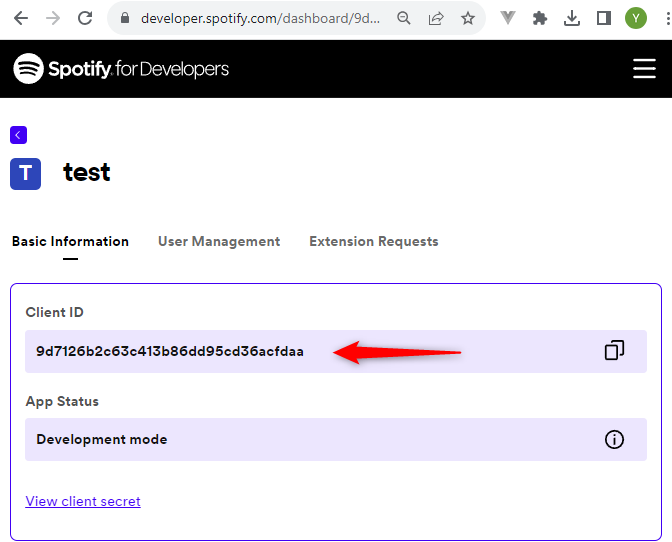 developer.spotify.com/dashboard/9d...
Y
Spotify for Developers
T
test
Basic Information
User Management
Extension Requests
Client ID
9d7126b2c63c413b86dd95cd36acfdaa
App Status
Development mode
View client secret